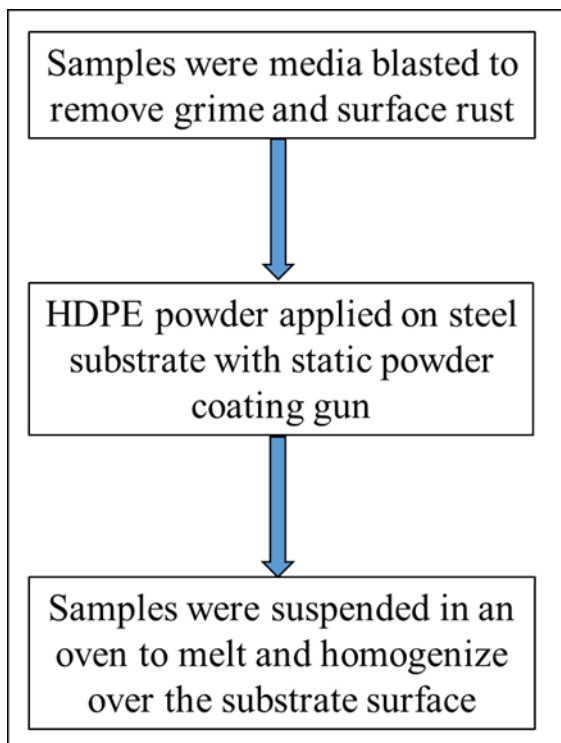 Samples were media blasted to
remove grime and surface rust
HDPE powder applied on steel
substrate with static powder
coating gun
Samples were suspended in an
oven to melt and homogenize
over the substrate surface